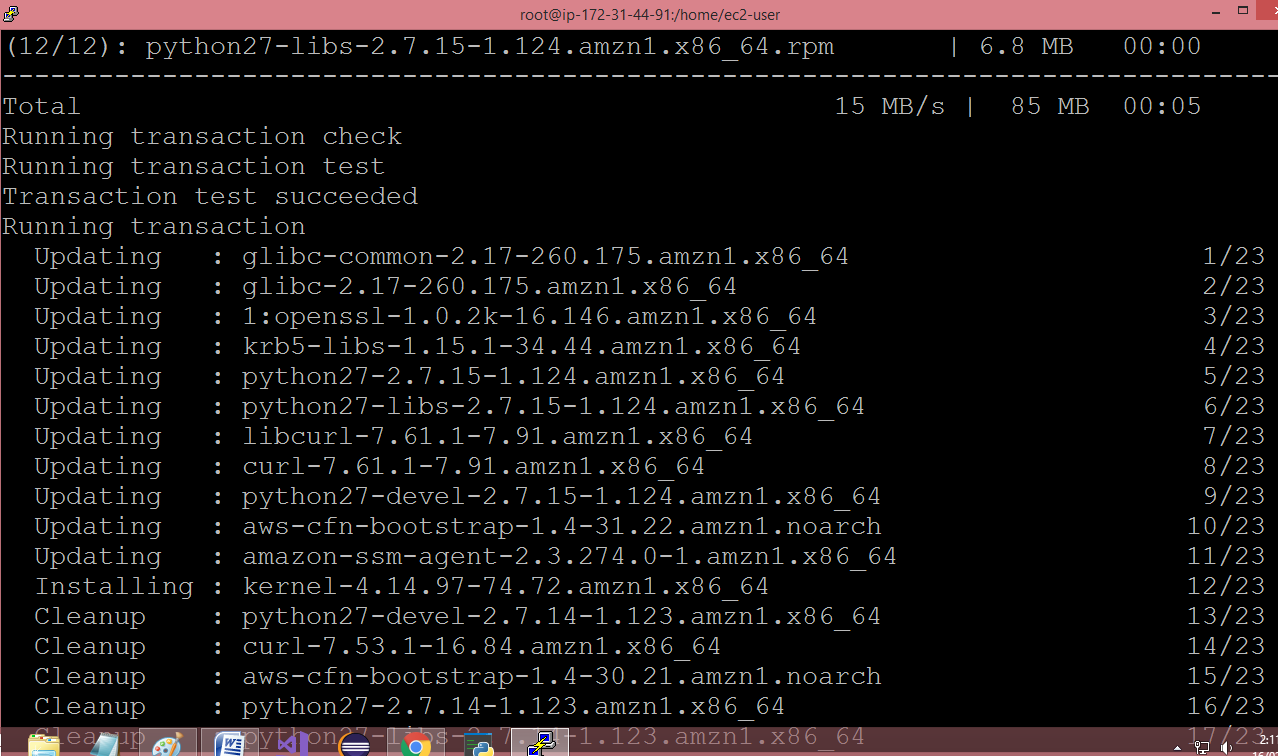 root@ip-172-31-44-91:/home/ec2-user
(12/12): python27-libs-2.7.15-1.124.amzn1.x86_64.rpm | 6.8 MB 00:00
--------------------------------------------------------------------------------
Total 15 MB/s | 85 MB 00:05
Running transaction check
Running transaction test
Transaction test succeeded
Running transaction
Updating : glibc-common-2.17-260.175.amzn1.x86_64 1/23
Updating : glibc-2.17-260.175.amzn1.x86_64 2/23
Updating : 1:openssl-1.0.2k-16.146.amzn1.x86_64 3/23
Updating : krb5-libs-1.15.1-34.44.amzn1.x86_64 4/23
Updating : python27-2.7.15-1.124.amzn1.x86_64 5/23
Updating : python27-libs-2.7.15-1.124.amzn1.x86_64 6/23
Updating : libcurl-7.61.1-7.91.amzn1.x86_64 7/23
Updating : curl-7.61.1-7.91.amzn1.x86_64 8/23
Updating : python27-devel-2.7.15-1.124.amzn1.x86_64 9/23
Updating : aws-cfn-bootstrap-1.4-31.22.amzn1.noarch 10/23
Updating : amazon-ssm-agent-2.3.274.0-1.amzn1.x86_64 11/23
Installing : kernel-4.14.97-74.72.amzn1.x86_64 12/23
Cleanup : python27-devel-2.7.14-1.123.amzn1.x86_64 13/23
Cleanup : curl-7.53.1-16.84.amzn1.x86_64 14/23
Cleanup : aws-cfn-bootstrap-1.4-30.21.amzn1.noarch 15/23
Cleanup : python27-2.7.14-1.123.amzn1.x86_64 16/23